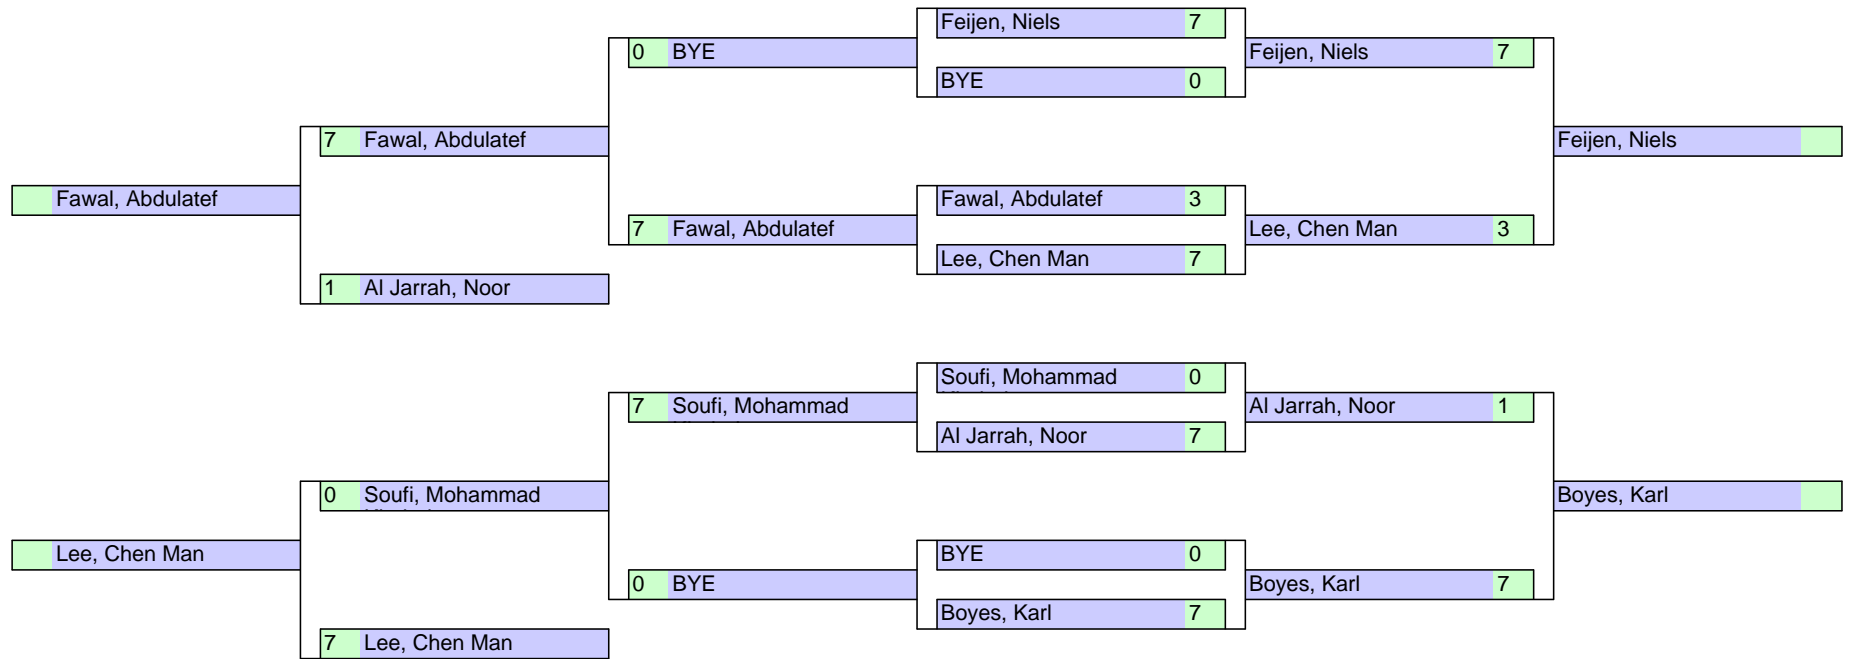 Feijen, Niels 7
0 BYE
Feijen, Niels 7
BYE 0
7 Fawal, Abdulatef
Feijen, Niels
Fawal, Abdulatef
Fawal, Abdulatef 3
7 Fawal, Abdulatef
Lee, Chen Man 3
Lee, Chen Man 7
1 Al Jarrah, Noor
Soufi, Mohammad 0
7 Soufi, Mohammad
Al Jarrah, Noor 1
Al Jarrah, Noor 7
0 Soufi, Mohammad
Boyes, Karl
Lee, Chen Man
BYE 0
0 BYE
Boyes, Karl 7
Boyes, Karl 7
7 Lee, Chen Man